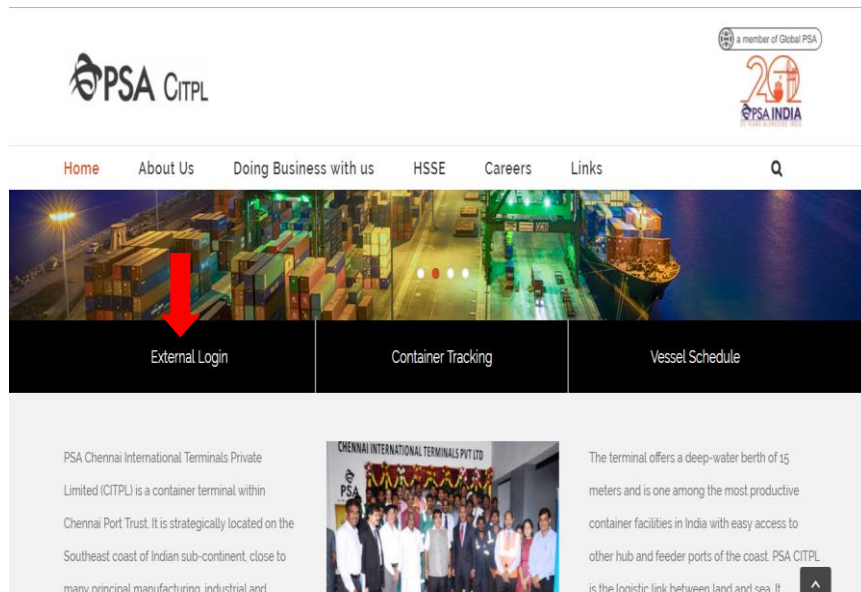 a member of Global PSA
PSA CITPL
20
PSA INDIA
Home About Us Doing Business with us HSSE Careers Links
External Login Container Tracking Vessel Schedule
PSA Chennai International Terminals Private
Limited (CITPL) is a container terminal within
Chennai Port Trust. It is strategically located on the
Southeast coast of Indian sub-continent, close to
many principal manufacturing, industrial and
CHENNAI INTERNATIONAL TERMINALS PVT LTD
PSA
The terminal offers a deep-water berth of 15
meters and is one among the most productive
container facilities in India with easy access to
other hub and feeder ports of the coast. PSA CITPL
is the logistic link between land and sea. It